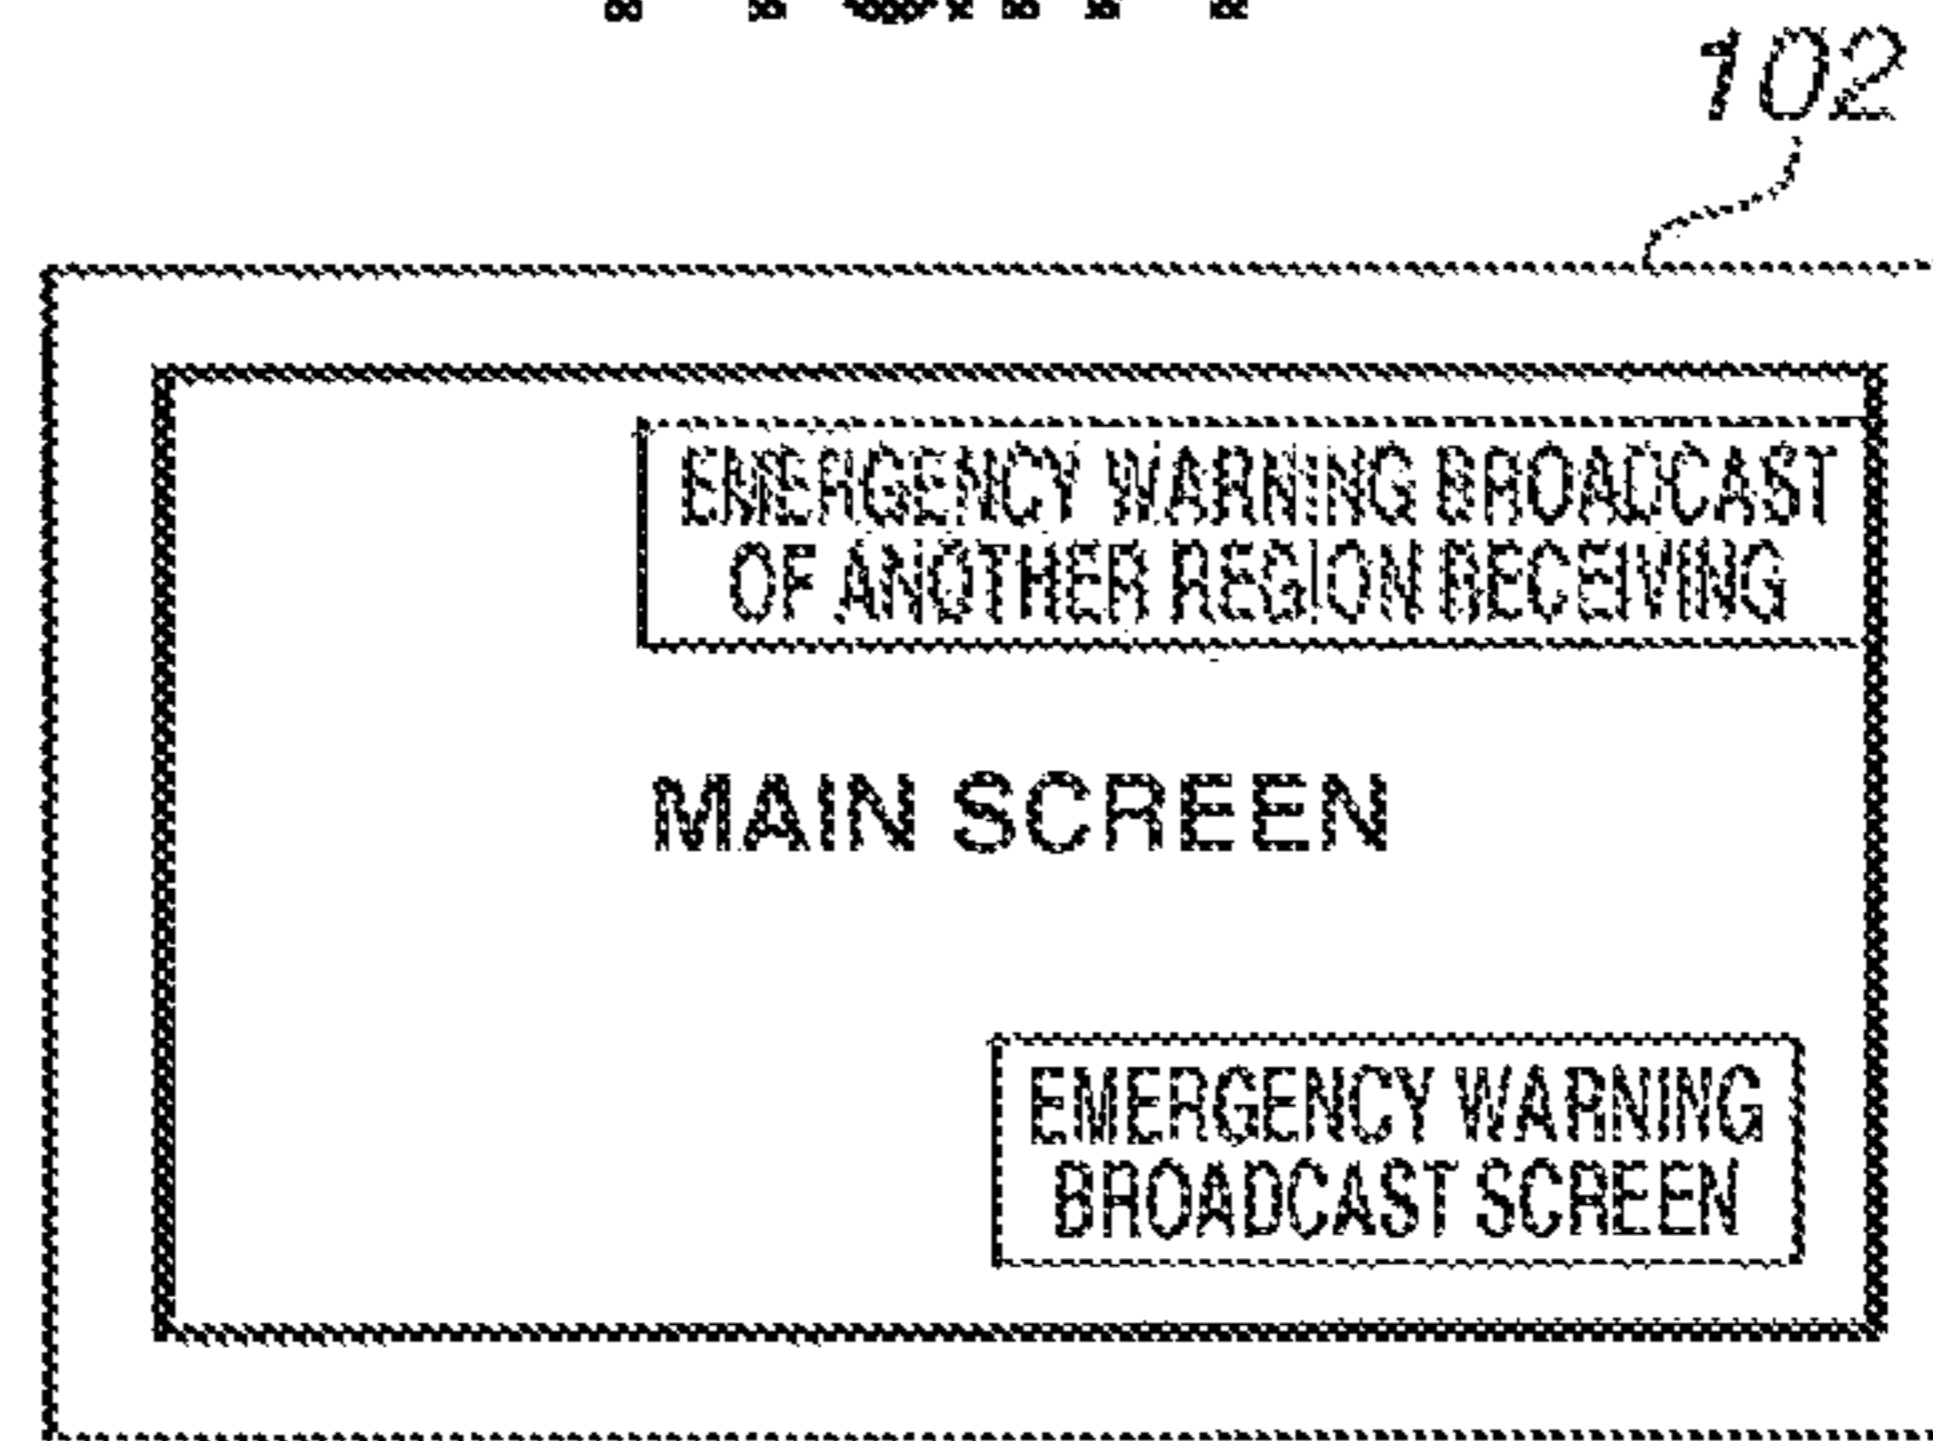 102
EMERGENCY WARNING BROADCAST
OF ANOTHER REGION RECEIVING
MAIN SCREEN
EMERGENCY WARNING
BROADCAST SCREEN